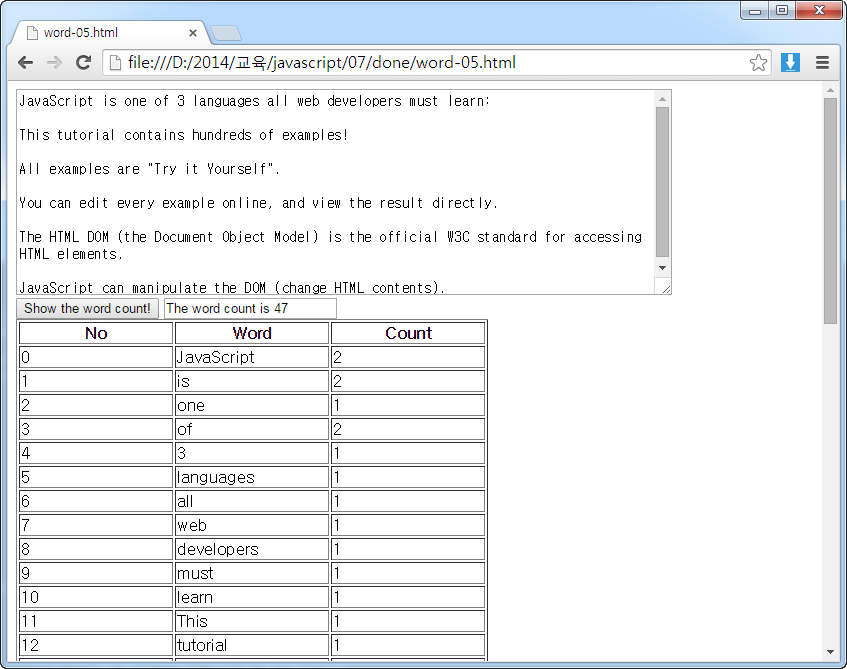 word-05.html
file:///D:/2014/교육/javascript/07/done/word-05.html
JavaScript is one of 3 languages all web developers must learn:
This tutorial contains hundreds of examples!
All examples are "Try it Yourself".
You can edit every example online, and view the result directly.
The HTML DOM (the Document Object Model) is the official W3C standard for accessing
HTML elements.
JavaScript can manipulate the DOM (change HTML contents).
Show the word count! The word count is 47
No Word Count
0 JavaScript 2
1 is 2
2 one 1
3 of 2
4 3 1
5 languages 1
6 all 1
7 web 1
8 developers 1
9 must 1
10 learn 1
11 This 1
12 tutorial 1